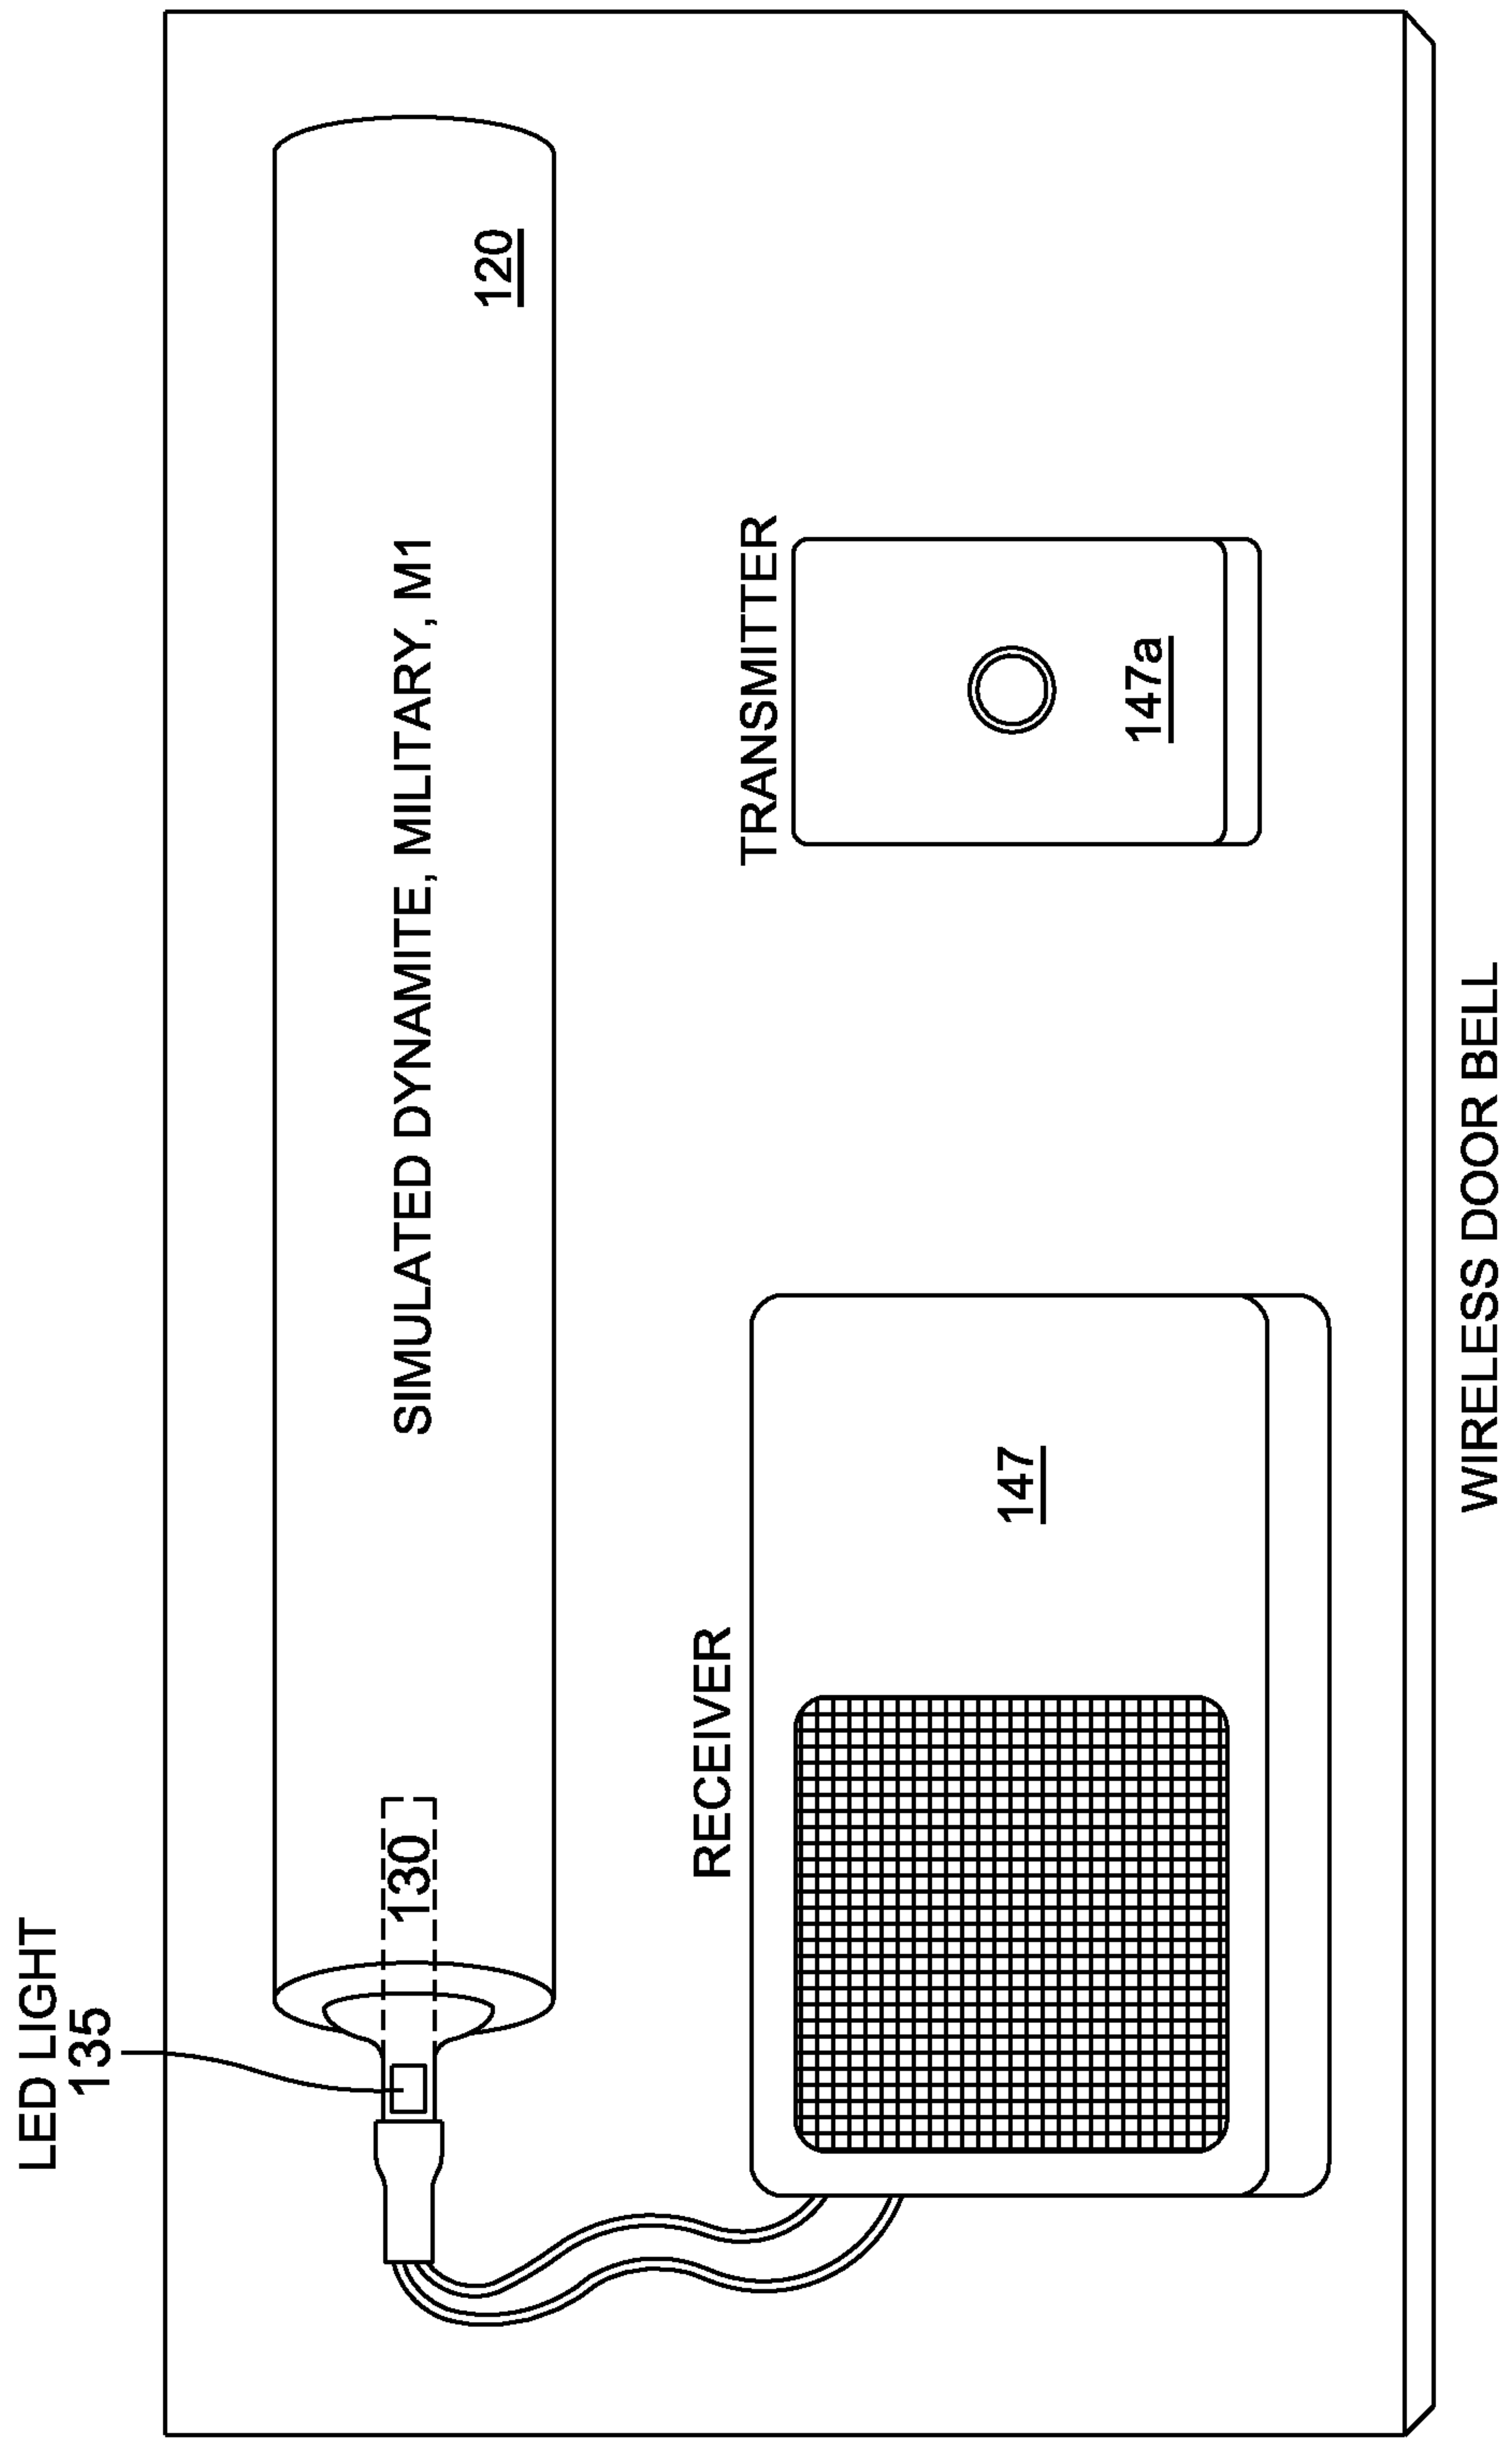 LED LIGHT
135
130
SIMULATED DYNAMITE, MILITARY, M1
120
RECEIVER
147
TRANSMITTER
147a
WIRELESS DOOR BELL